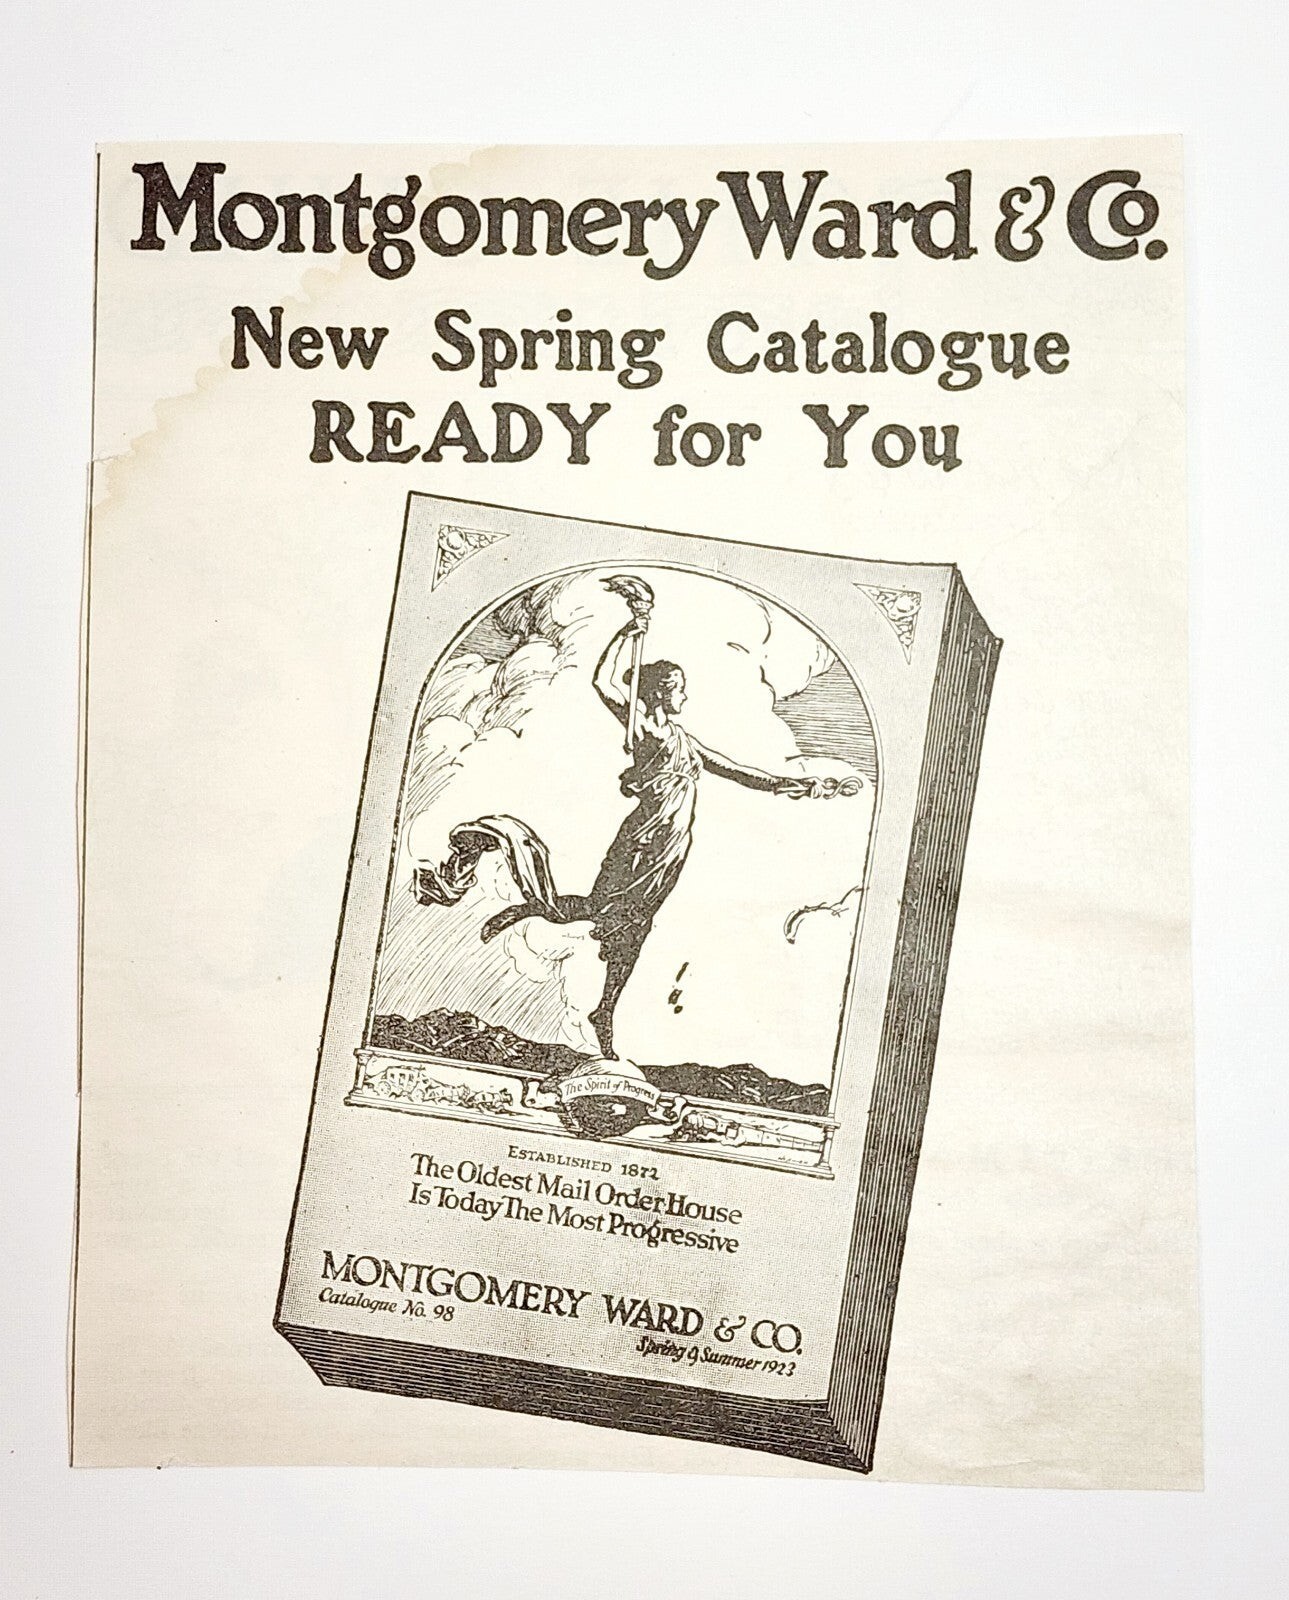 Montgomery Ward & Co.
New Spring Catalogue
READY for You
The Spirit of Progress
ESTABLISHED 1872
The Oldest Mail Order House
Is Today The Most Progressive
MONTGOMERY WARD & CO.
Catalogue No. 98
Spring & Summer 1923